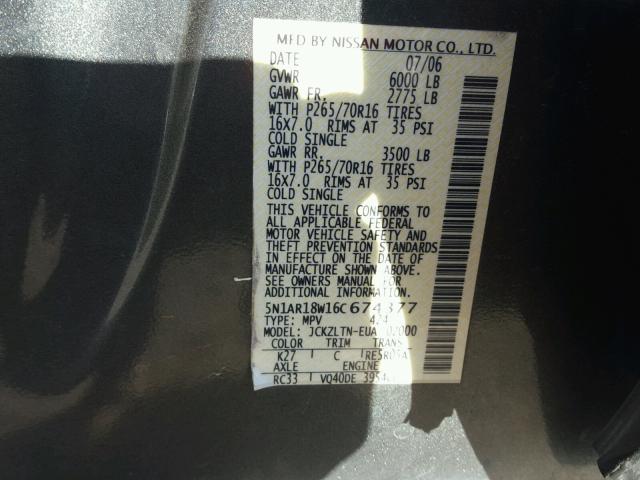 MFD BY NISSAN MOTOR CO., LTD.
DATE 07/06
GVWR 6000 LB
GAWR FR. 2775 LB
WITH P265/70R16 TIRES
16X7.0 RIMS AT 35 PSI
COLD SINGLE
GAWR RR. 3500 LB
WITH P265/70R16 TIRES
16X7.0 RIMS AT 35 PSI
COLD SINGLE
THIS VEHICLE CONFORMS TO
ALL APPLICABLE FEDERAL
MOTOR VEHICLE SAFETY AND
THEFT PREVENTION STANDARDS
IN EFFECT ON THE DATE OF
MANUFACTURE SHOWN ABOVE.
SEE OWNERS MANUAL FOR
ADDITIONAL INFORMATION.
5N1AR18W16C674377
TYPE: MPV
MODEL:
COLOR TRIM TRANS
K27 C RE5R05A
AXLE ENGINE
RC33 VQ40DE